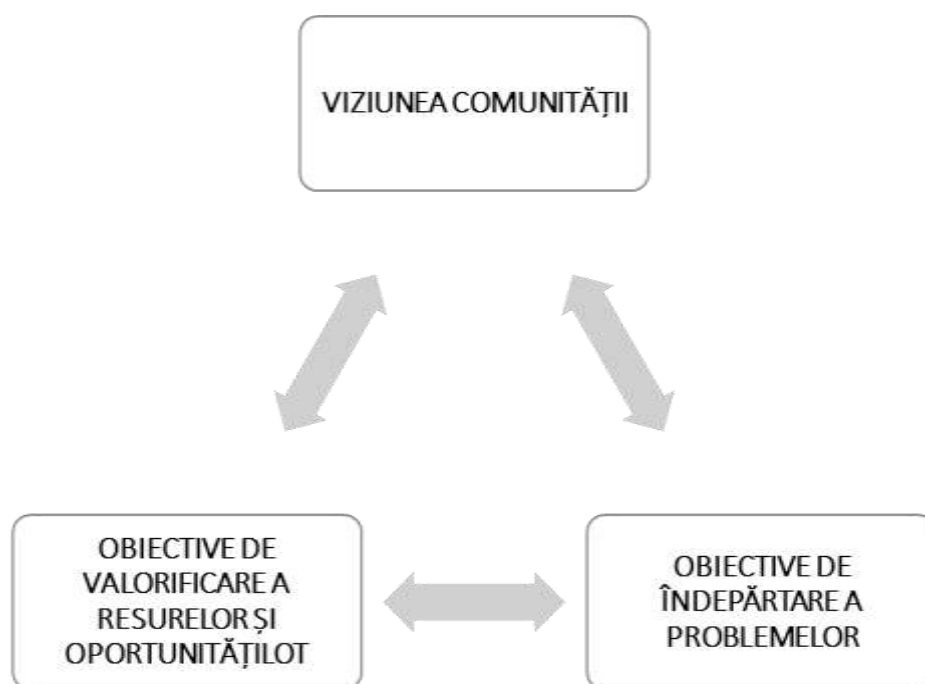 VIZIUNEA COMUNITĂȚII
OBIECTIVE DE
VALORIFICARE A
RESURELOR ȘI
OPORTUNITĂȚILOT
OBIECTIVE DE
ÎNDEPĂRTARE A
PROBLEMELOR